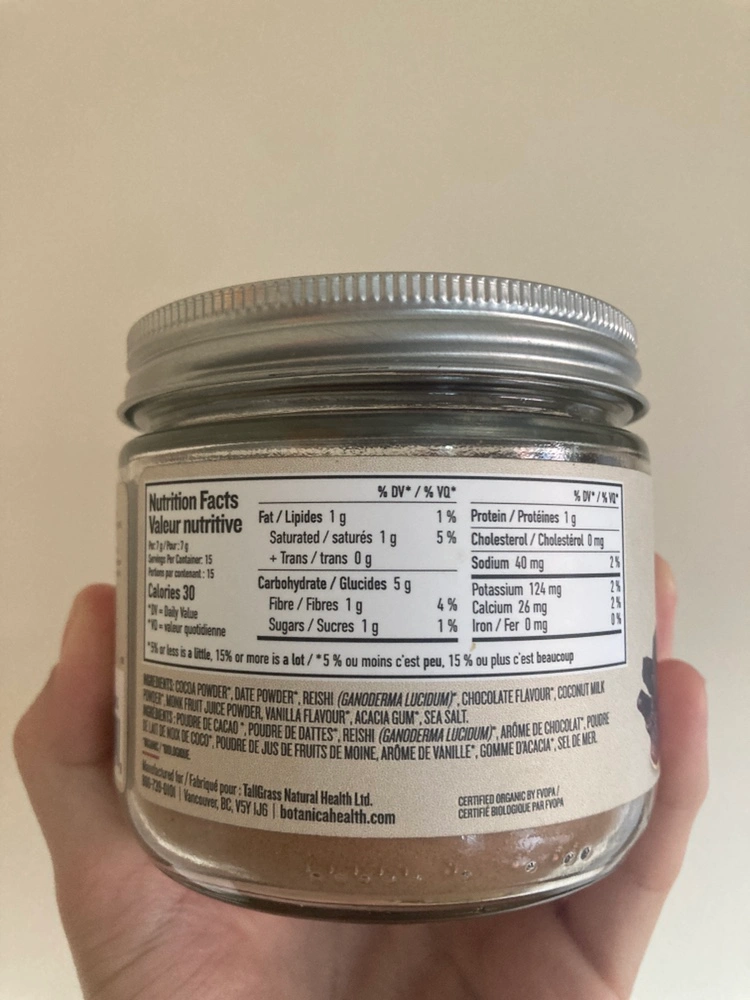 Nutrition Facts
Valeur nutritive
Per 7 g / Pour : 7 g
Servings Per Container: 15
Portions par contenant : 15
Calories 30
*DV = Daily Value
*VQ = valeur quotidienne
% DV* / % VQ*
Fat / Lipides 1 g 1 %
Saturated / saturés 1 g 5 %
+ Trans / trans 0 g
Carbohydrate / Glucides 5 g
Fibre / Fibres 1 g 4 %
Sugars / Sucres 1 g 1 %
% DV* / % VQ*
Protein / Protéines 1 g
Cholesterol / Cholestérol 0 mg
Sodium 40 mg 2%
Potassium 124 mg 2%
Calcium 26 mg 2%
Iron / Fer 0 mg 0%
*5% or less is a little, 15% or more is a lot / *5 % ou moins c'est peu, 15 % ou plus c'est beaucoup
INGREDIENTS: COCOA POWDER*, DATE POWDER*, REISHI (GANODERMA LUCIDUM)*, CHOCOLATE FLAVOUR*, COCONUT MILK
POWDER*, MONK FRUIT JUICE POWDER, VANILLA FLAVOUR*, ACACIA GUM*, SEA SALT.
INGRÉDIENTS : POUDRE DE CACAO*, POUDRE DE DATTES*, REISHI (GANODERMA LUCIDUM)*, ARÔME DE CHOCOLAT*, POUDRE
DE LAIT DE NOIX DE COCO*, POUDRE DE JUS DE FRUITS DE MOINE, ARÔME DE VANILLE*, GOMME D'ACACIA*, SEL DE MER.
*ORGANIC / *BIOLOGIQUE
Manufactured for / Fabriqué pour : TallGrass Natural Health Ltd.
Vancouver, BC, V5Y 1J6 | botanicahealth.com
CERTIFIED ORGANIC BY FVOPA /
CERTIFIÉ BIOLOGIQUE PAR FVOPA